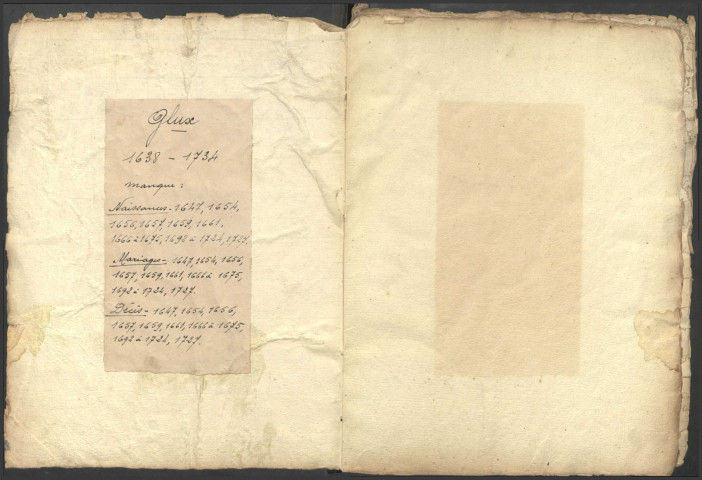 Glux
1638 - 1734
manque :
Naissances - 1647, 1654,
1656, 1657, 1659, 1661,
1666 à 1675, 1692 à 1724, 1727.
Mariages - 1647, 1654, 1656,
1657, 1659, 1661, 1666 à 1675,
1692 à 1724, 1727.
Décès - 1647, 1654, 1656,
1657, 1659, 1661, 1666 à 1675,
1692 à 1724, 1727.